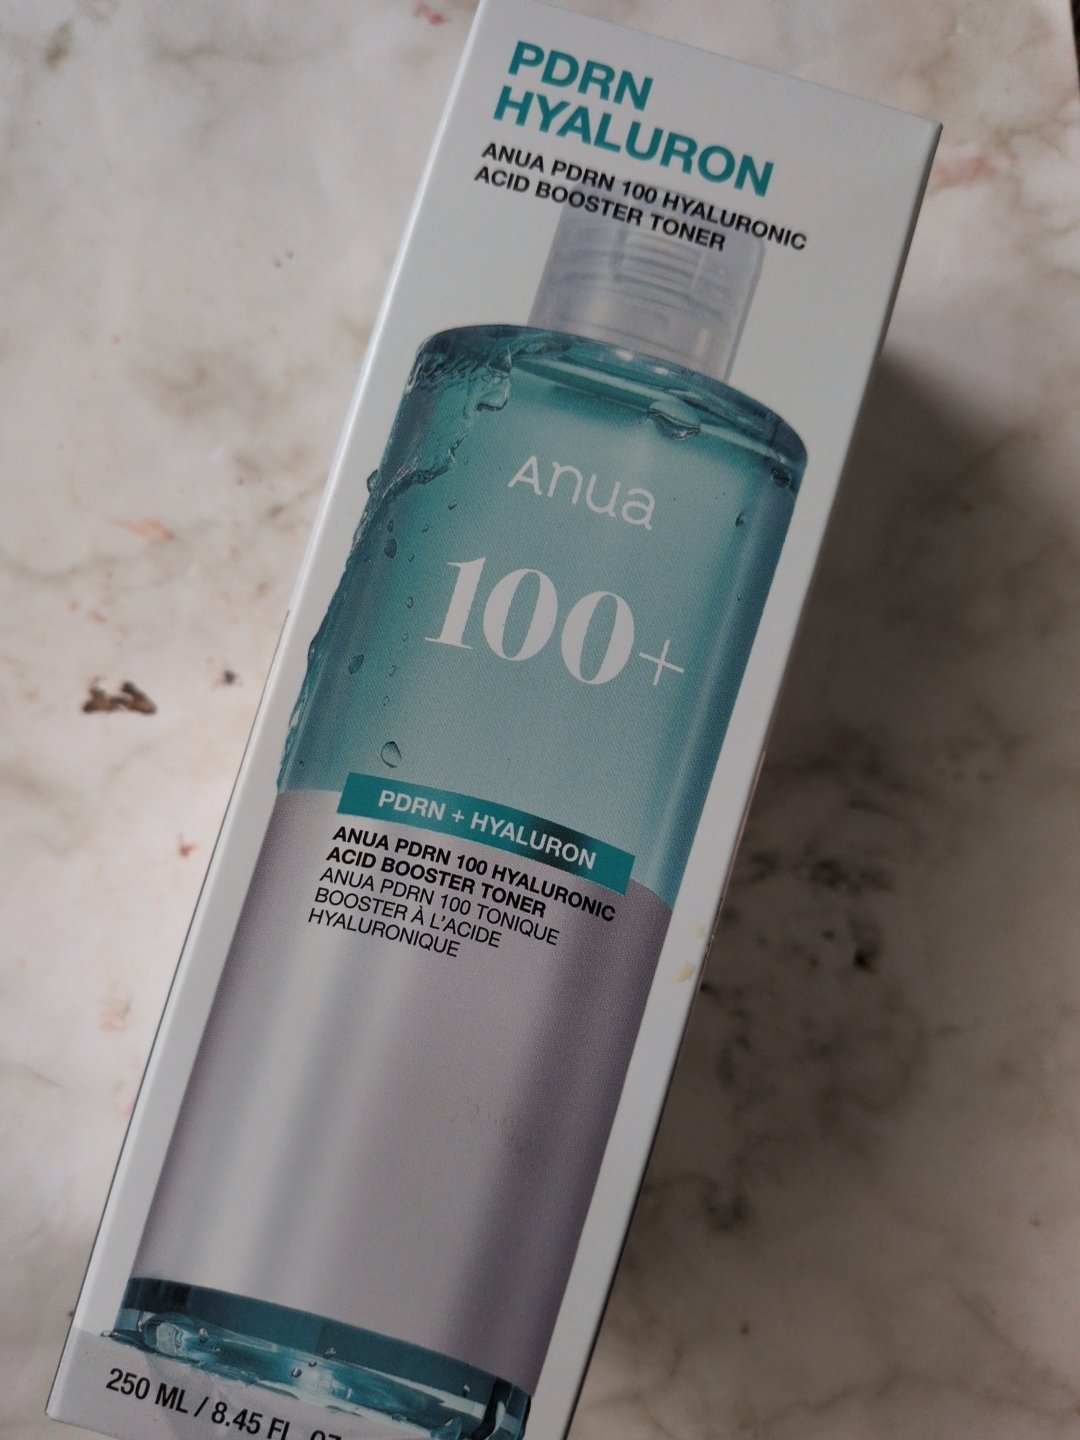 PDRN
HYALURON
ANUA PDRN 100 HYALURONIC
ACID BOOSTER TONER
Anua
100+
PDRN + HYALURON
ANUA PDRN 100 HYALURONIC
ACID BOOSTER TONER
ANUA PDRN 100 TONIQUE
BOOSTER À L'ACIDE
HYALURONIQUE
250 ML / 8.45 FL. OZ